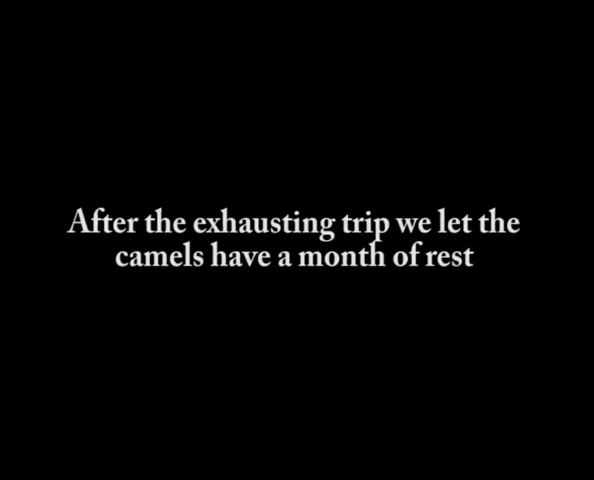 After the exhausting trip we let the
camels have a month of rest